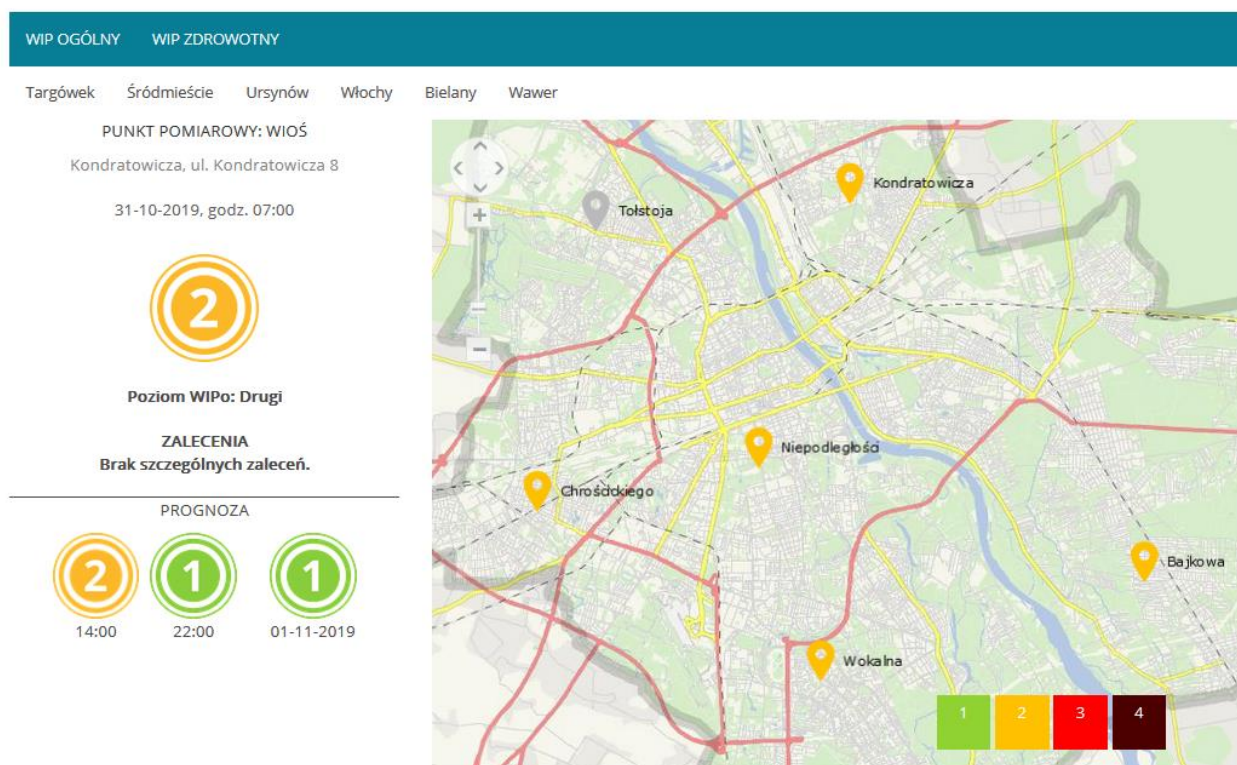 WIP OGÓLNY WIP ZDROWOTNY
Targówek Śródmieście Ursynów Włochy Bielany Wawer
PUNKT POMIAROWY: WIOŚ
Kondratowicza, ul. Kondratowicza 8
31-10-2019, godz. 07:00
2
Poziom WIPo: Drugi
ZALECENIA
Brak szczególnych zaleceń.
PROGNOZA
2 1 1
14:00 22:00 01-11-2019
Kondratowicza
Tołstoja
Niepodległości
Chrościckiego
Bajkowa
Wokalna
1 2 3 4